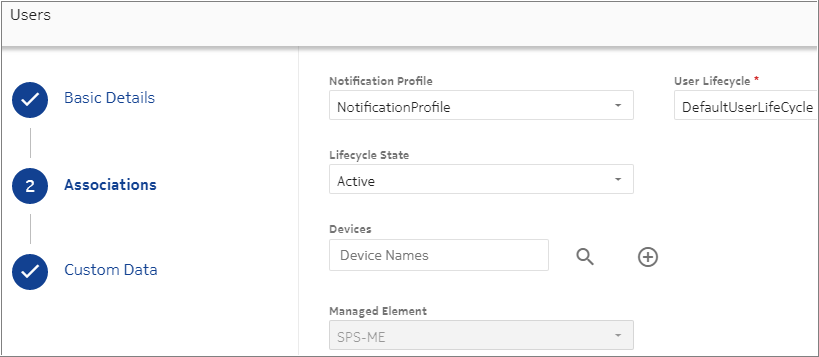 Users
Basic Details
2
Associations
Custom Data
Notification Profile
NotificationProfile
User Lifecycle *
DefaultUserLifeCycle
Lifecycle State
Active
Devices
Device Names
Managed Element
SPS-ME